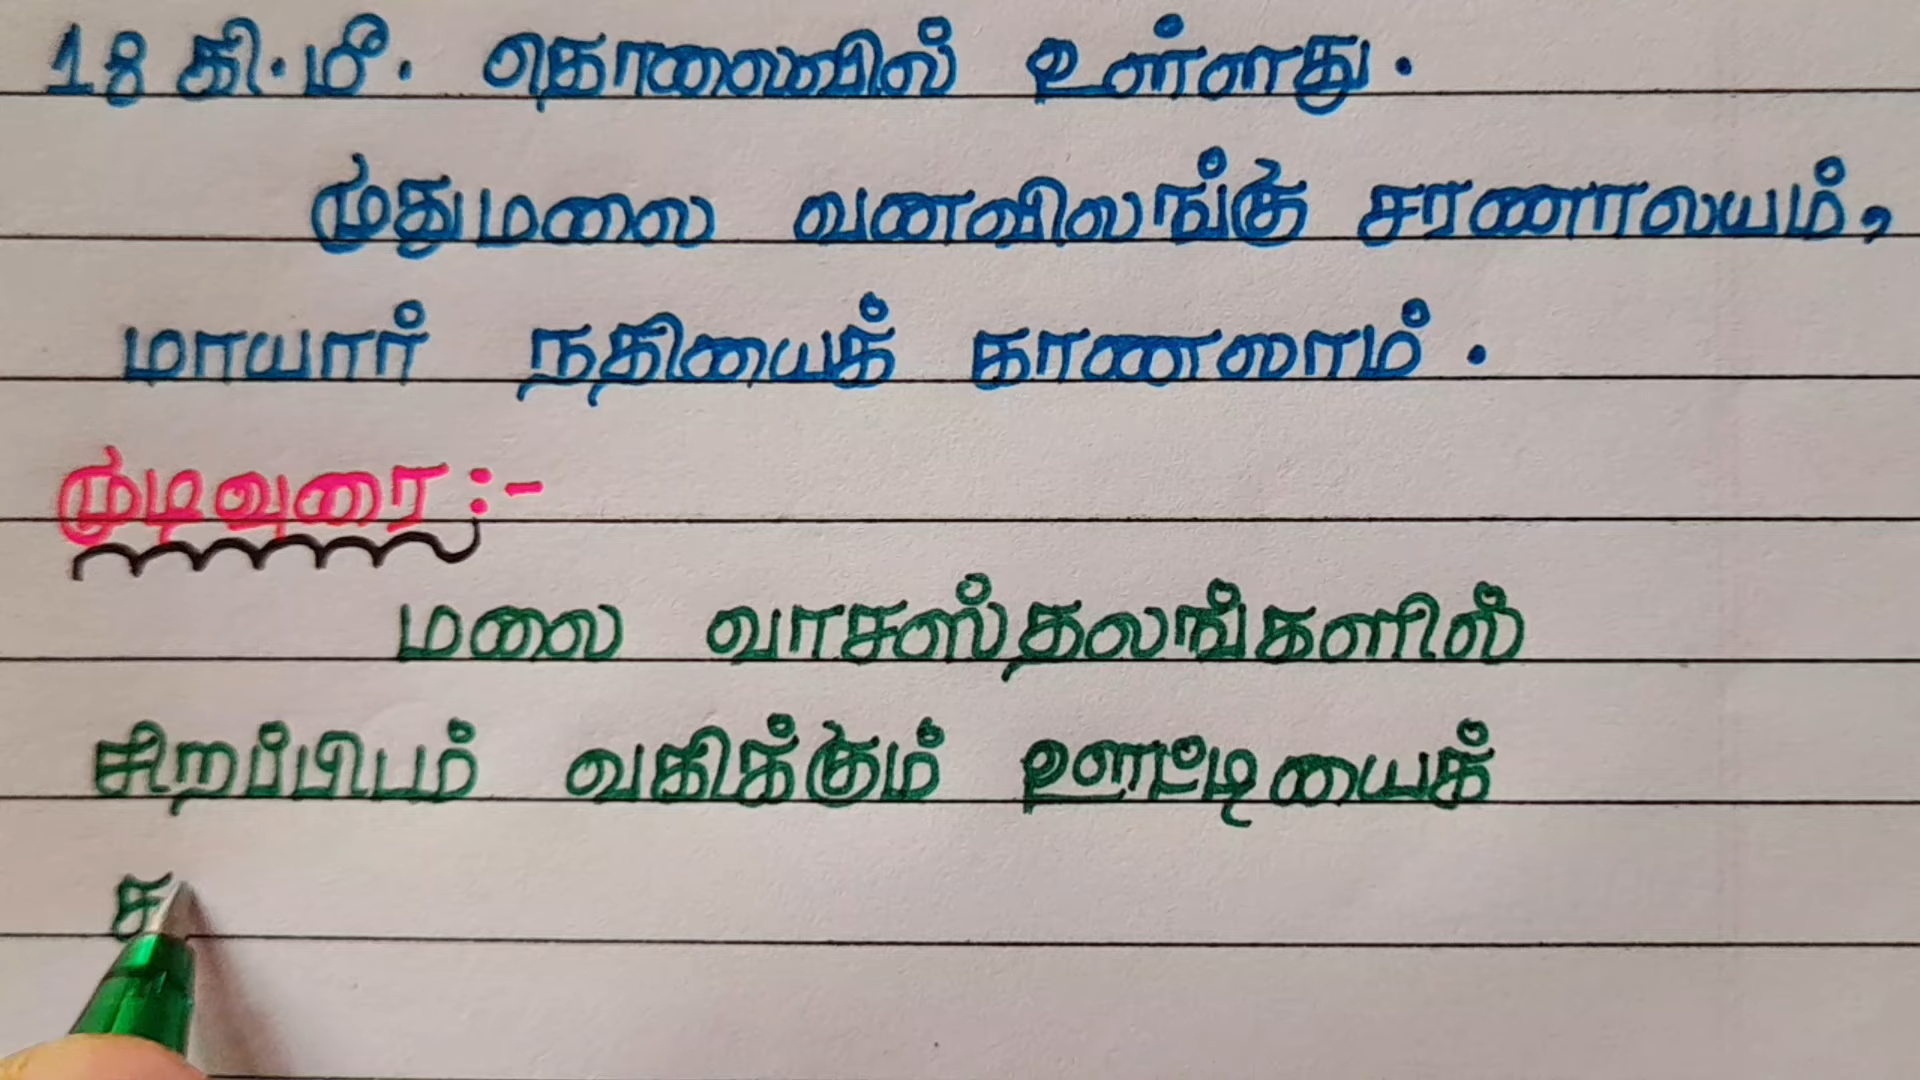 18 கி.மீ. தொலைவில் உள்ளது.
முதுமலை வனவிலங்கு சரணாலயம்,
மாயார் நதியைக் காணலாம்.
முடிவுரை :-
மலை வாசஸ்தலங்களில்
சிறப்பிடம் வகிக்கும் ஊட்டியைக்